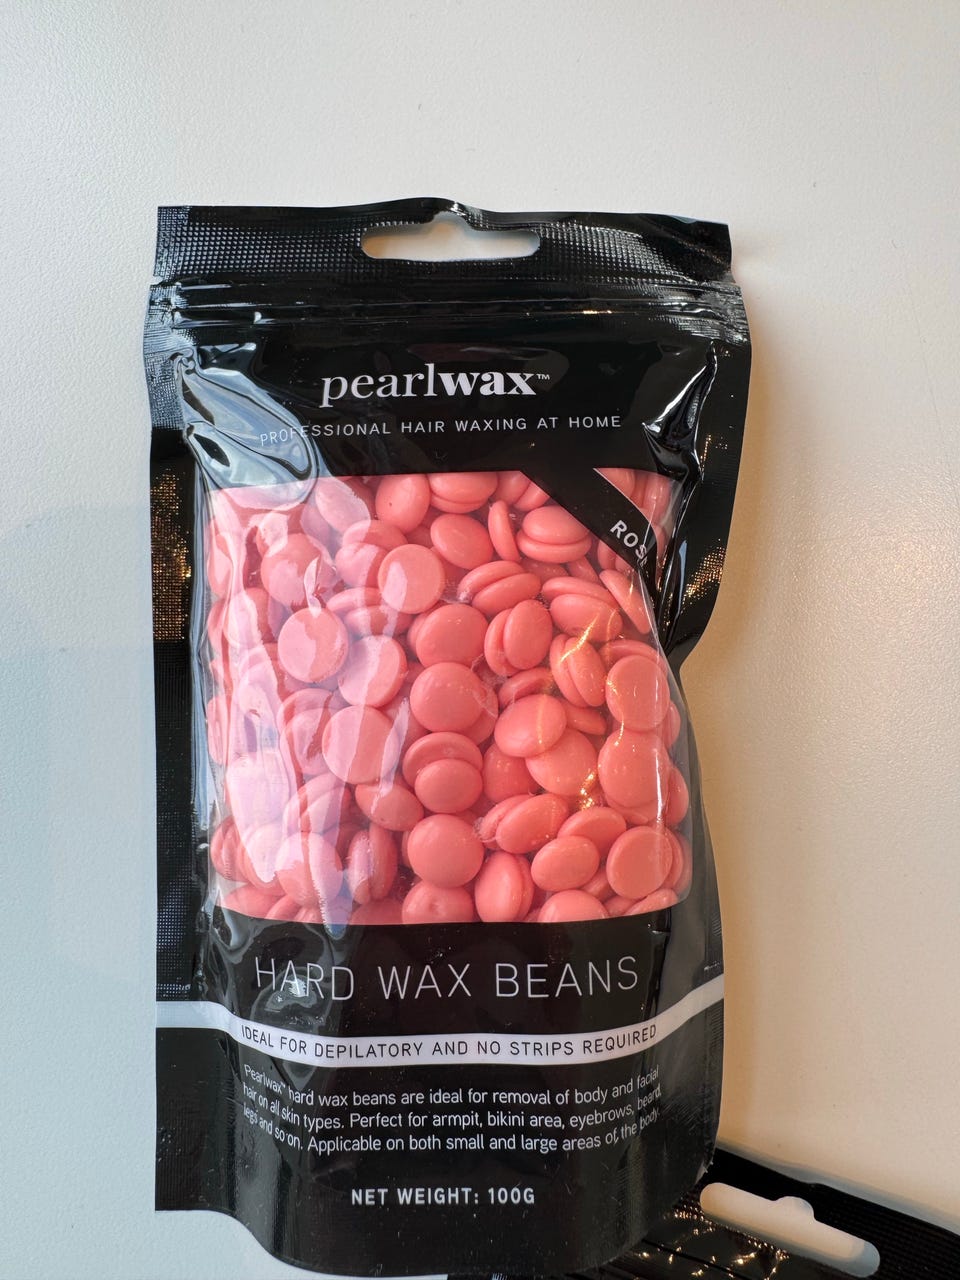 pearlwax™
PROFESSIONAL HAIR WAXING AT HOME
ROS
HARD WAX BEANS
IDEAL FOR DEPILATORY AND NO STRIPS REQUIRED
Pearlwax™ hard wax beans are ideal for removal of body and facial
hair on all skin types. Perfect for armpit, bikini area, eyebrows, beard,
legs and so on. Applicable on both small and large areas of the body.
NET WEIGHT: 100G